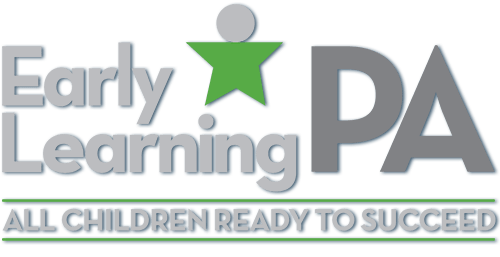 Early
Learning PA
ALL CHILDREN READY TO SUCCEED